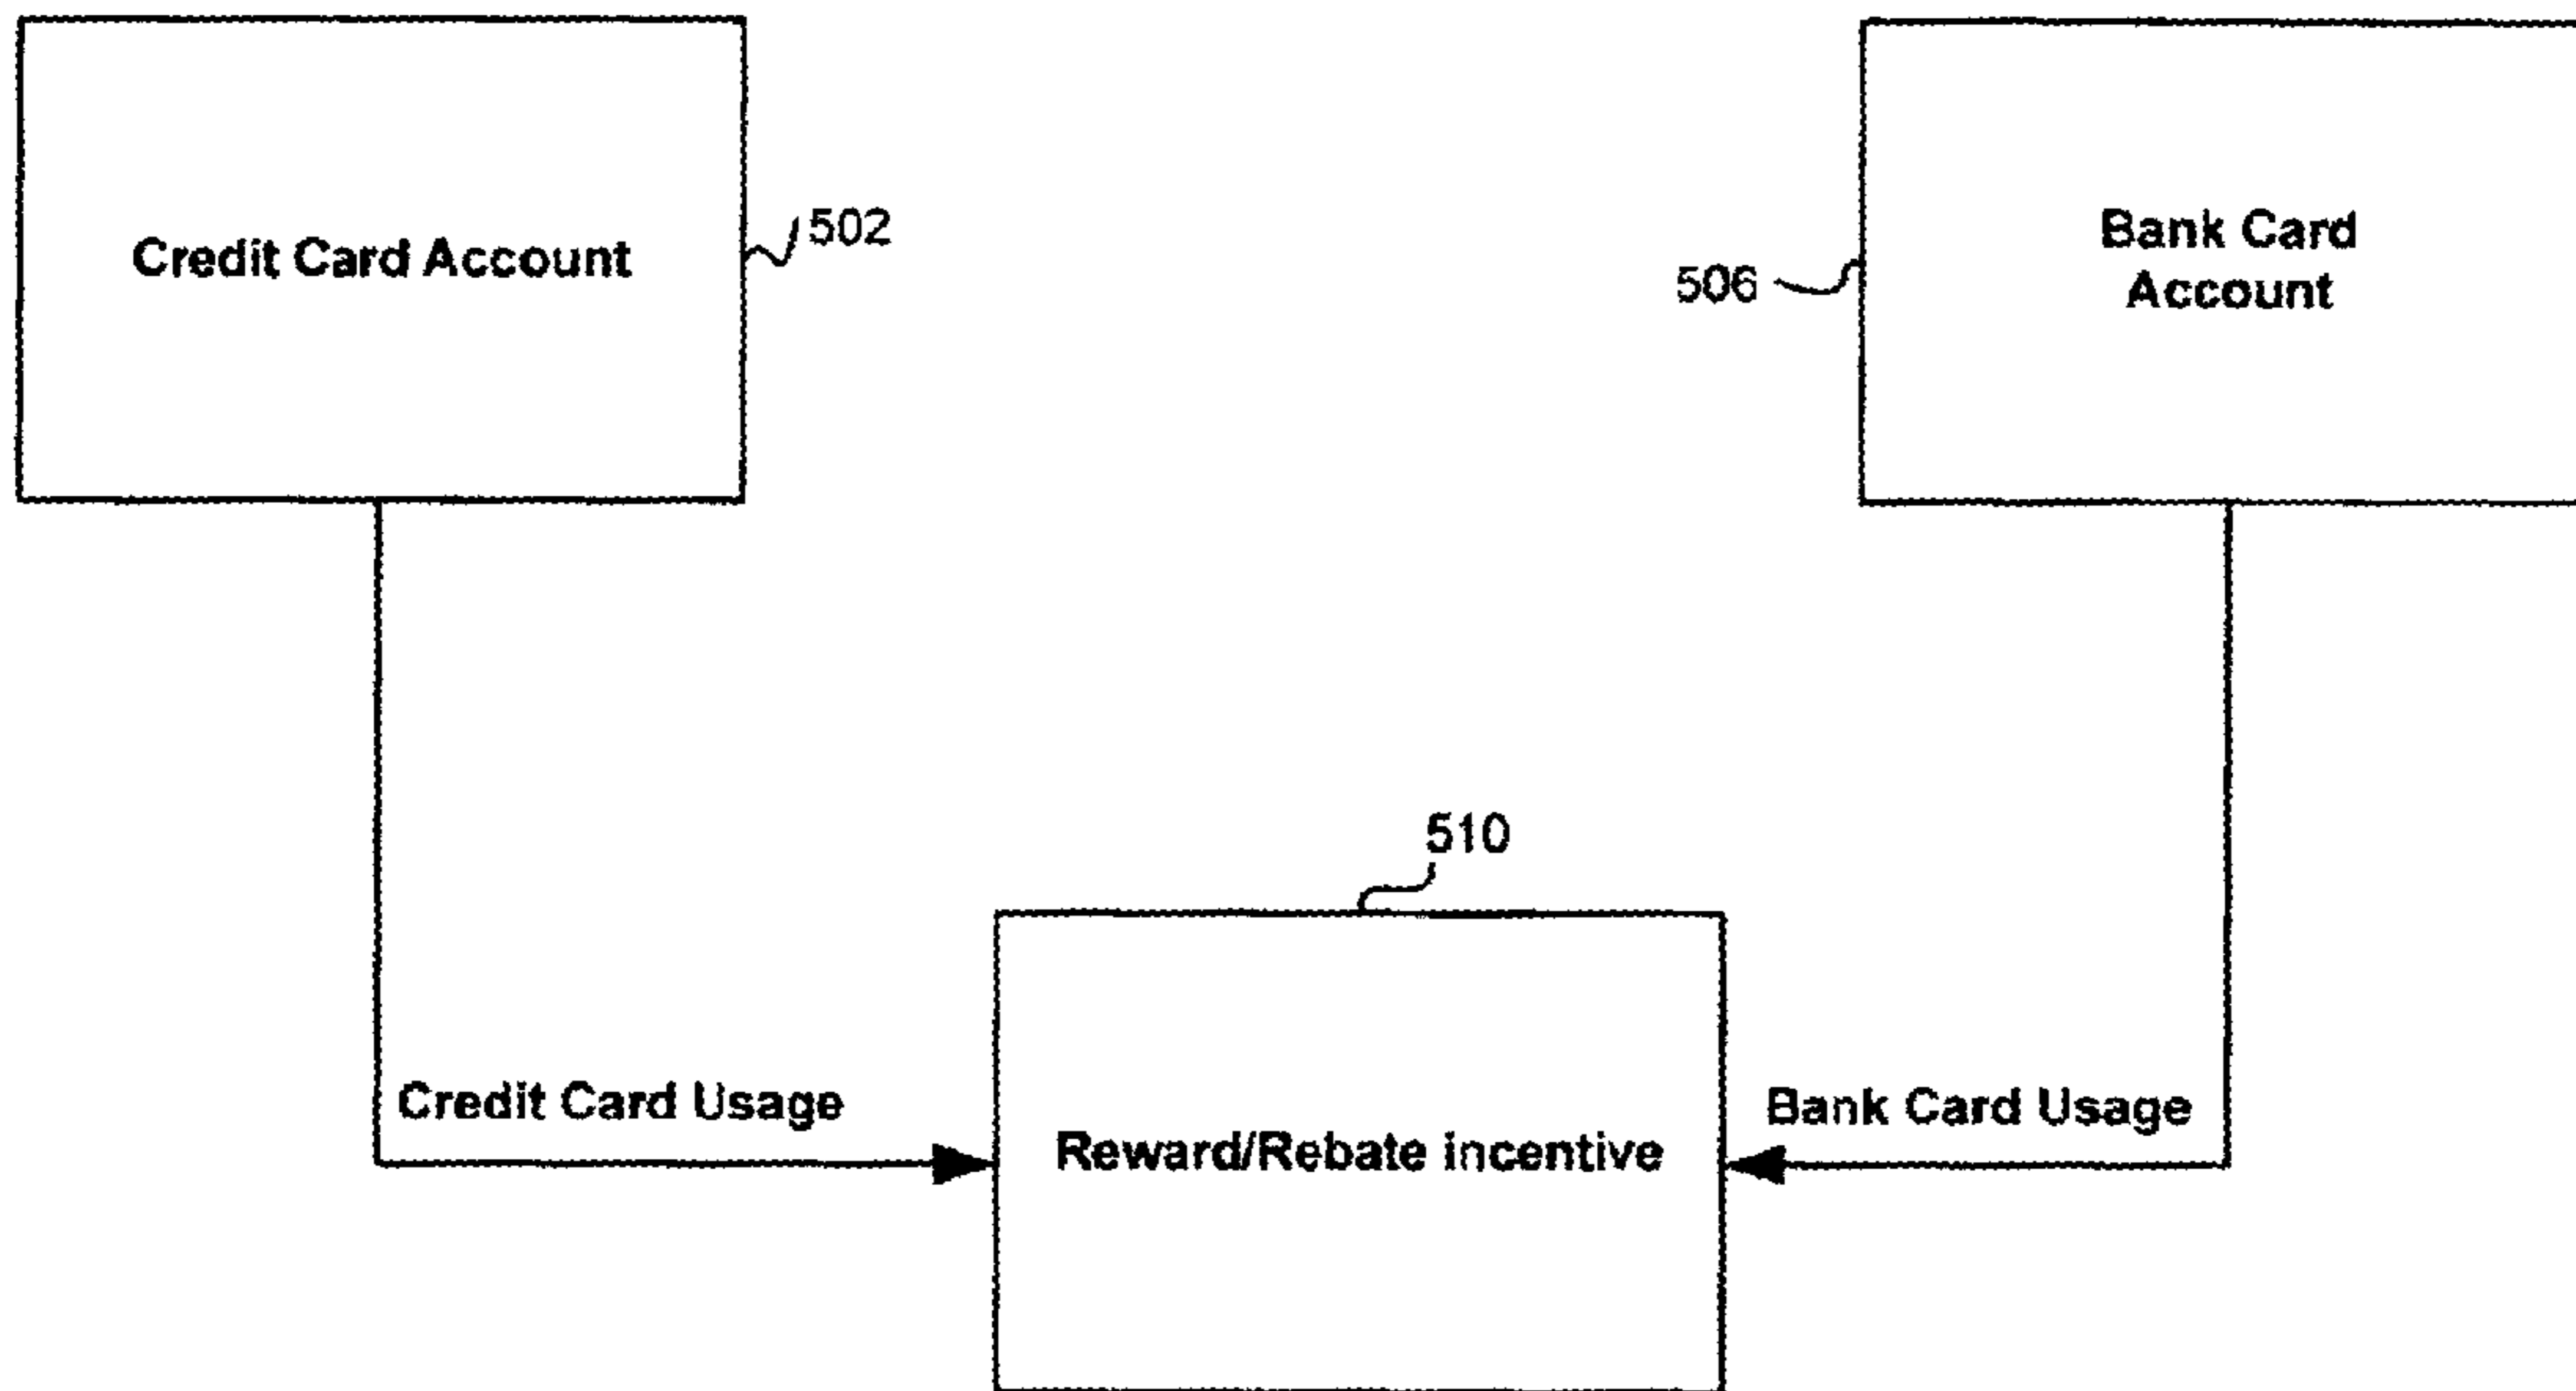 Credit Card Account
502
506
Bank Card
Account
510
Credit Card Usage
Reward/Rebate incentive
Bank Card Usage